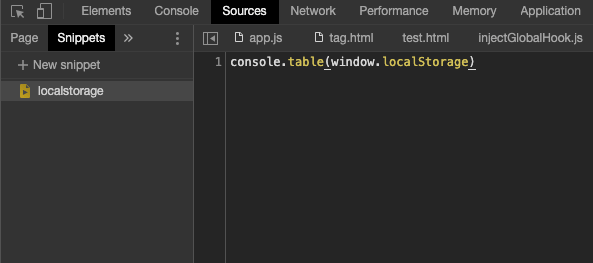 Elements Console Sources Network Performance Memory Application
Page Snippets » app.js tag.html test.html injectGlobalHook.js
+ New snippet
1 console.table(window.localStorage)
localstorage